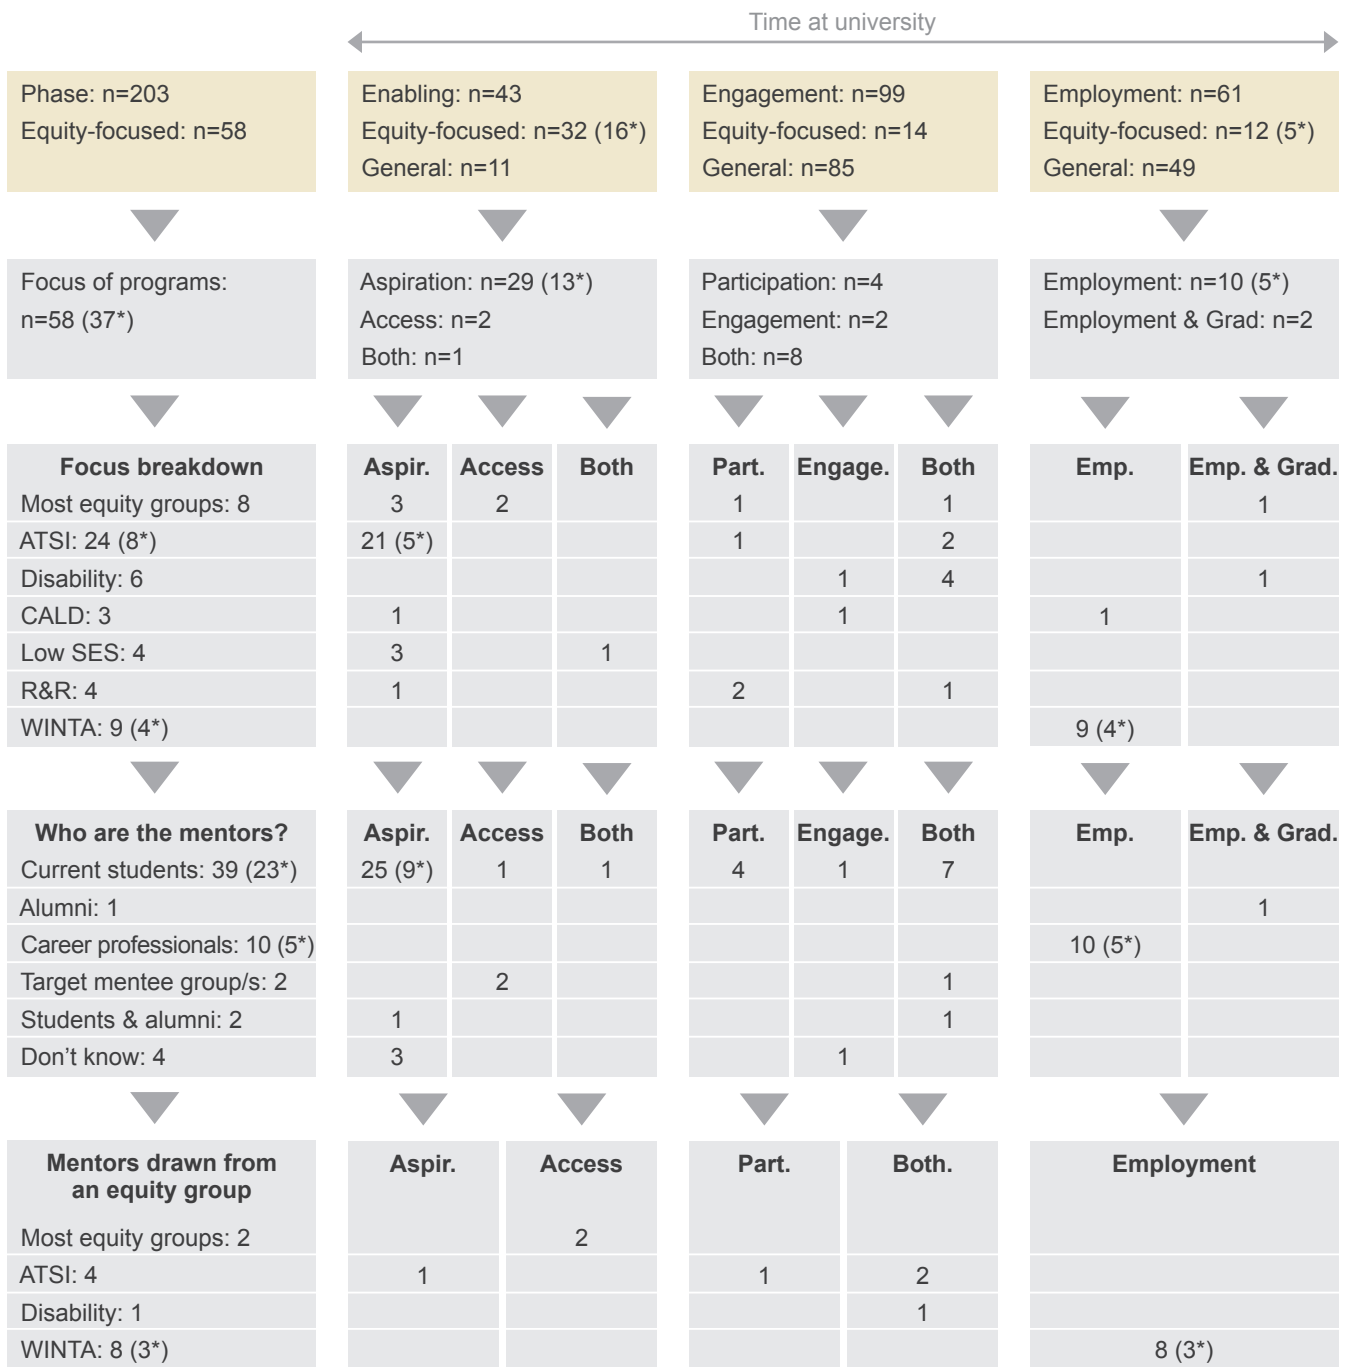 Time at university
Phase: n=203
Equity-focused: n=58
Enabling: n=43
Equity-focused: n=32 (16*)
General: n=11
Engagement: n=99
Equity-focused: n=14
General: n=85
Employment: n=61
Equity-focused: n=12 (5*)
General: n=49
Focus of programs:
n=58 (37*)
Aspiration: n=29 (13*)
Access: n=2
Both: n=1
Participation: n=4
Engagement: n=2
Both: n=8
Employment: n=10 (5*)
Employment & Grad: n=2
Focus breakdown Aspir. Access Both Part. Engage. Both Emp. Emp. & Grad.
Most equity groups: 8 3 2 1 1 1
ATSI: 24 (8*) 21 (5*) 1 2
Disability: 6 1 4 1
CALD: 3 1 1 1
Low SES: 4 3 1
R&R: 4 1 2 1
WINTA: 9 (4*) 9 (4*)
Who are the mentors? Aspir. Access Both Part. Engage. Both Emp. Emp. & Grad.
Current students: 39 (23*) 25 (9*) 1 1 4 1 7
Alumni: 1 1
Career professionals: 10 (5*) 10 (5*)
Target mentee group/s: 2 2 1
Students & alumni: 2 1 1
Don't know: 4 3 1
Mentors drawn from
an equity group
Aspir. Access Part. Both. Employment
Most equity groups: 2 2
ATSI: 4 1 1 2
Disability: 1 1
WINTA: 8 (3*) 8 (3*)